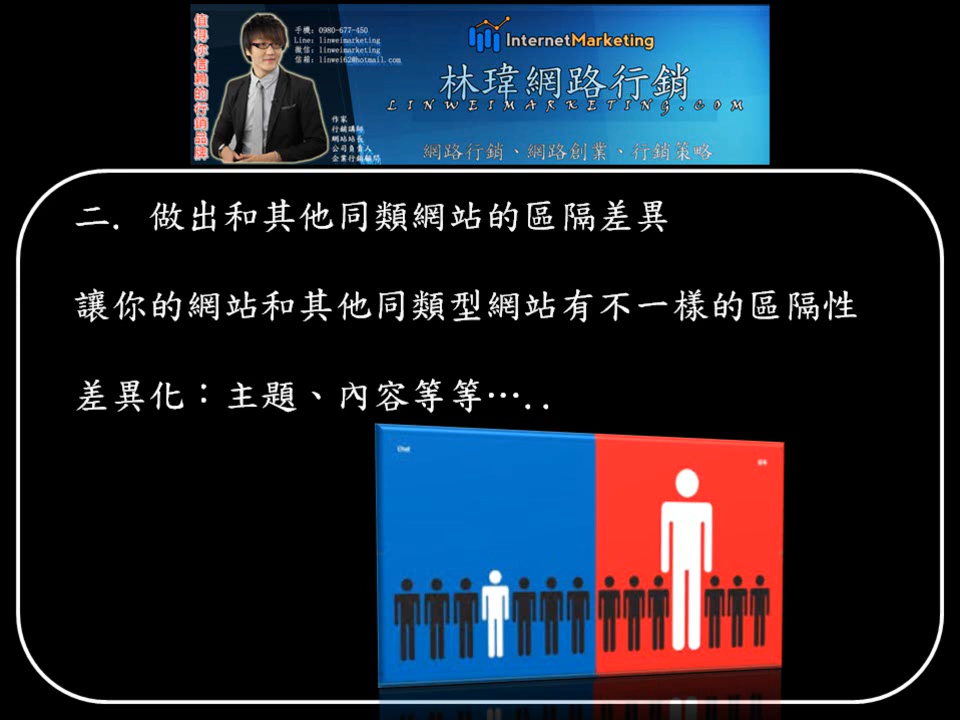 值得你信賴的行銷品牌
手機：0980-677-450
Line：linweimarketing
微信：linweimarketing
信箱：linwei62@hotmail.com
作家
行銷講師
網站站長
公司負責人
企業行銷顧問
InternetMarketing
林瑋網路行銷
LINWEIMARKETING.COM
網路行銷、網路創業、行銷策略
二. 做出和其他同類網站的區隔差異
讓你的網站和其他同類型網站有不一樣的區隔性
差異化：主題、內容等等…..